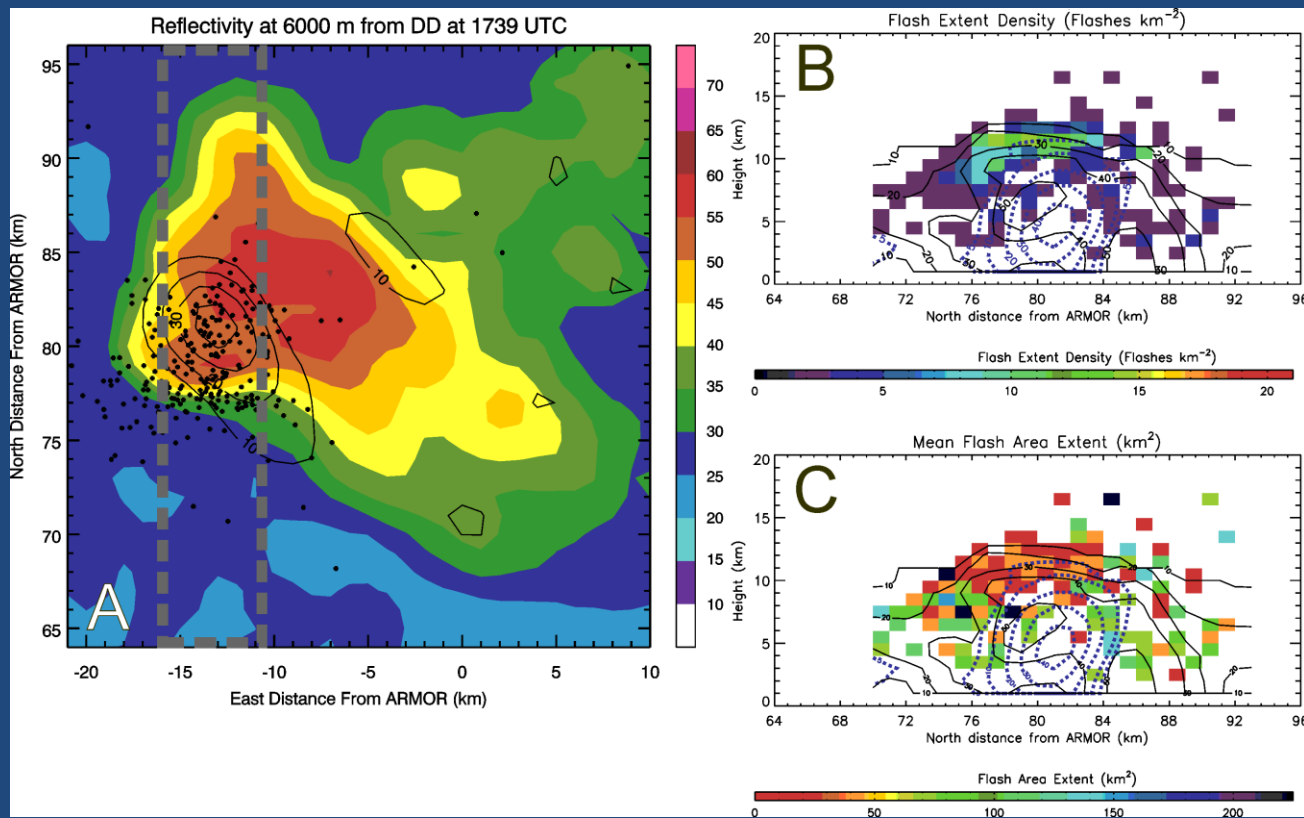 Reflectivity at 6000 m from DD at 1739 UTC
95
90
85
80
75
70
65
North Distance From ARMOR (km)
-20 -15 -10 -5 0 5 10
East Distance From ARMOR (km)
30
10
10
A
70
65
60
55
50
45
40
35
30
25
20
15
10
Flash Extent Density (Flashes km⁻²)
B
20
15
10
5
0
Height (km)
64 68 72 76 80 84 88 92 96
North distance from ARMOR (km)
Flash Extent Density (Flashes km⁻²)
0 5 10 15 20
Mean Flash Area Extent (km²)
C
20
15
10
5
0
Height (km)
64 68 72 76 80 84 88 92 96
North distance from ARMOR (km)
Flash Area Extent (km²)
0 50 100 150 200